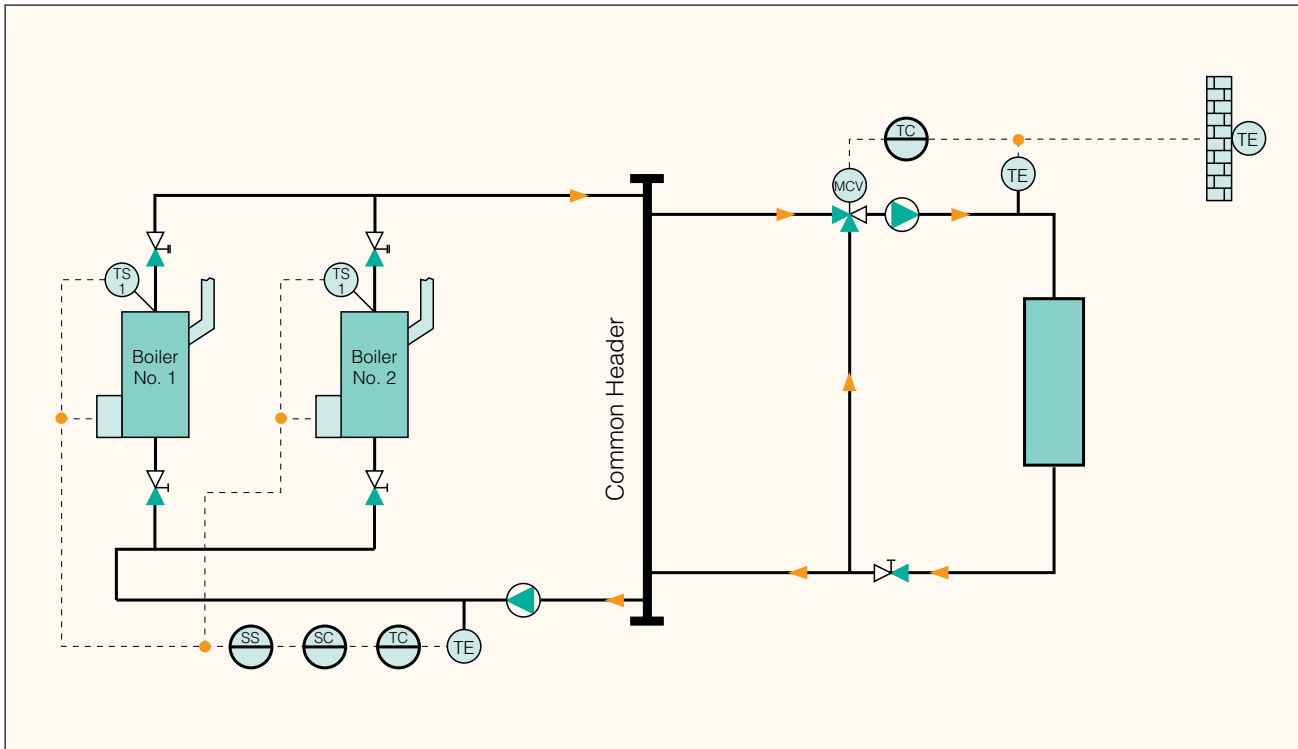 TC
TE
TE
MCV
TS
1
TS
1
Boiler
No. 1
Boiler
No. 2
Common Header
SS
SC
TC
TE